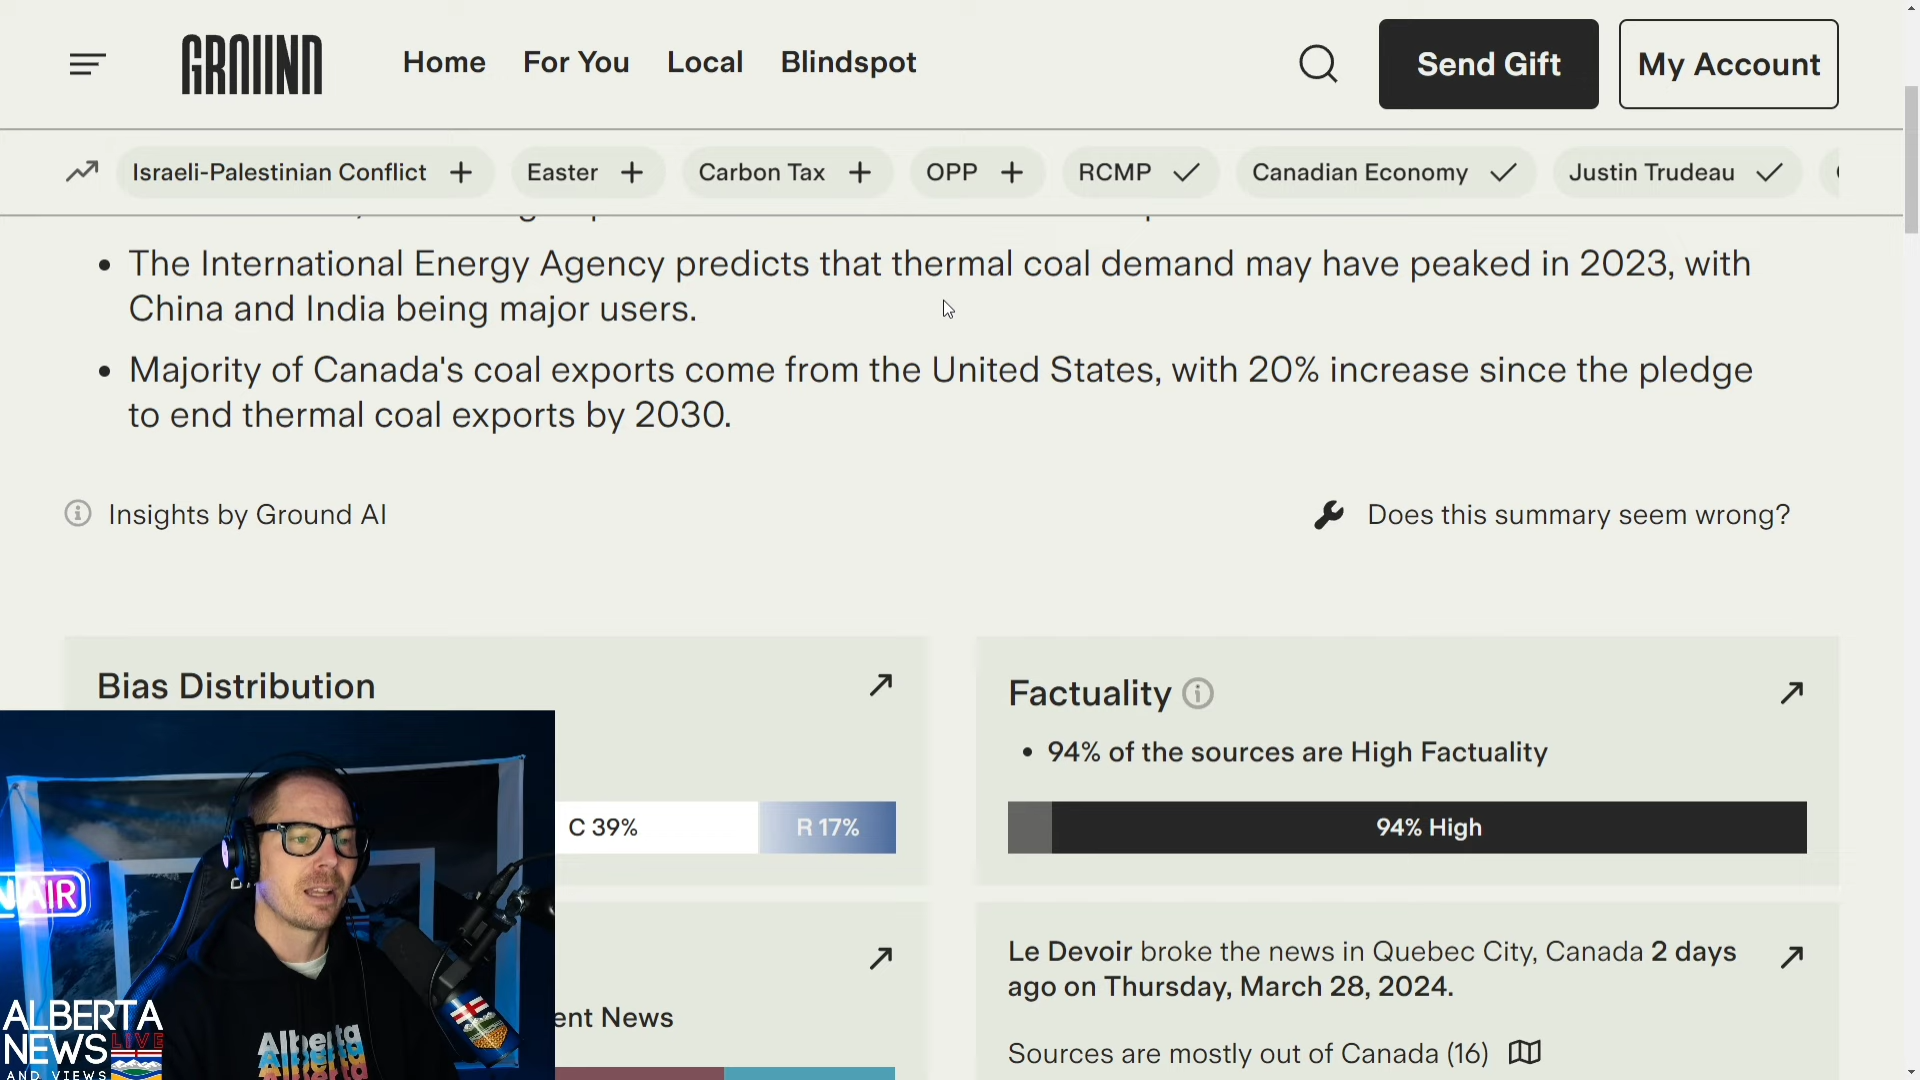 GROUND
Home For You Local Blindspot
Send Gift
My Account
Israeli-Palestinian Conflict
Easter
Carbon Tax
OPP
RCMP
Canadian Economy
Justin Trudeau
• The International Energy Agency predicts that thermal coal demand may have peaked in 2023, with
China and India being major users.
• Majority of Canada's coal exports come from the United States, with 20% increase since the pledge
to end thermal coal exports by 2030.
Insights by Ground AI
Does this summary seem wrong?
Bias Distribution
C 39%
R 17%
Factuality
• 94% of the sources are High Factuality
94% High
Le Devoir broke the news in Quebec City, Canada 2 days
ago on Thursday, March 28, 2024.
Sources are mostly out of Canada (16)
ent News
N AIR
Alberta
Alberta
Alberta
ALBERTA
NEWS LIVE
AND VIEWS